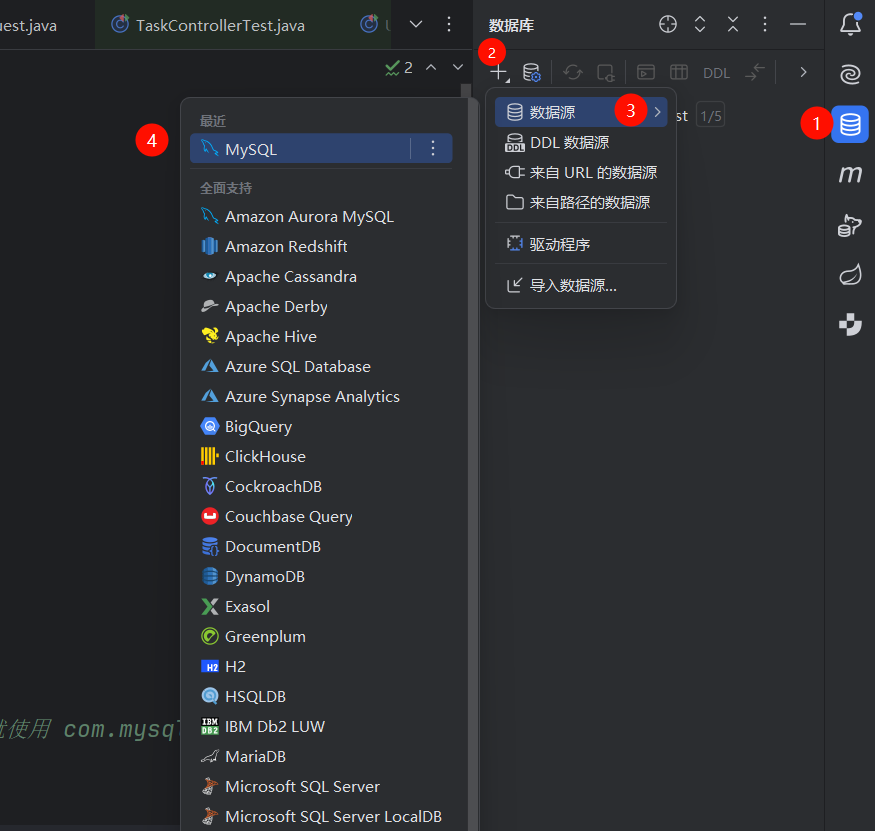 uest.java
TaskControllerTest.java
数据库
2
2
DDL
数据源
3
st
1/5
1
DDL 数据源
来自 URL 的数据源
来自路径的数据源
驱动程序
导入数据源...
4
最近
MySQL
全面支持
Amazon Aurora MySQL
Amazon Redshift
Apache Cassandra
Apache Derby
Apache Hive
Azure SQL Database
Azure Synapse Analytics
BigQuery
ClickHouse
CockroachDB
Couchbase Query
DocumentDB
DynamoDB
Exasol
Greenplum
H2
HSQLDB
IBM Db2 LUW
MariaDB
Microsoft SQL Server
Microsoft SQL Server LocalDB
使用 com.mysql